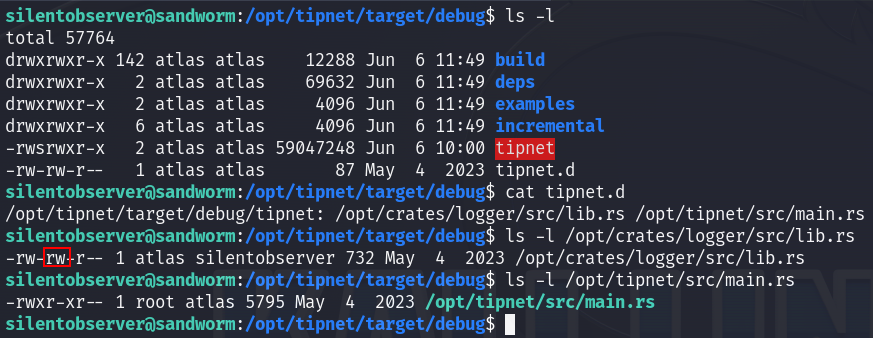 silentobserver@sandworm:/opt/tipnet/target/debug$ ls -l
total 57764
drwxrwxr-x 142 atlas atlas    12288 Jun  6 11:49 build
drwxrwxr-x   2 atlas atlas    69632 Jun  6 11:49 deps
drwxrwxr-x   2 atlas atlas     4096 Jun  6 11:49 examples
drwxrwxr-x   6 atlas atlas     4096 Jun  6 11:49 incremental
-rwsrwxr-x   2 atlas atlas 59047248 Jun  6 10:00 tipnet
-rw-rw-r--   1 atlas atlas       87 May  4  2023 tipnet.d
silentobserver@sandworm:/opt/tipnet/target/debug$ cat tipnet.d
/opt/tipnet/target/debug/tipnet: /opt/crates/logger/src/lib.rs /opt/tipnet/src/main.rs
silentobserver@sandworm:/opt/tipnet/target/debug$ ls -l /opt/crates/logger/src/lib.rs
-rw-rw-r-- 1 atlas silentobserver 732 May  4  2023 /opt/crates/logger/src/lib.rs
silentobserver@sandworm:/opt/tipnet/target/debug$ ls -l /opt/tipnet/src/main.rs
-rwxr-xr-- 1 root atlas 5795 May  4  2023 /opt/tipnet/src/main.rs
silentobserver@sandworm:/opt/tipnet/target/debug$